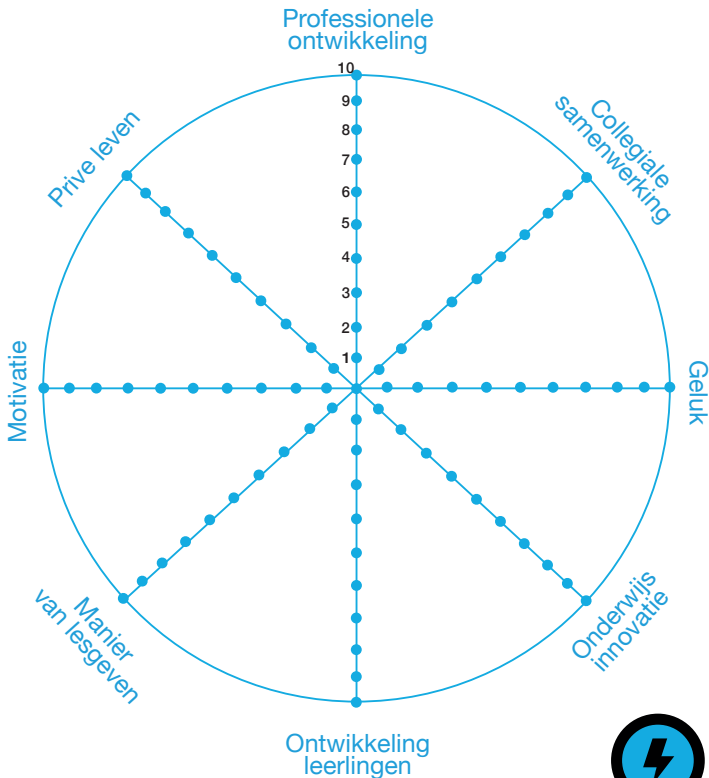 Professionele
ontwikkeling
10
9
8
7
6
5
4
3
2
1
Collegiale
samenwerking
Geluk
Onderwijs
innovatie
Ontwikkeling
leerlingen
Manier
van lesgeven
Motivatie
Prive leven